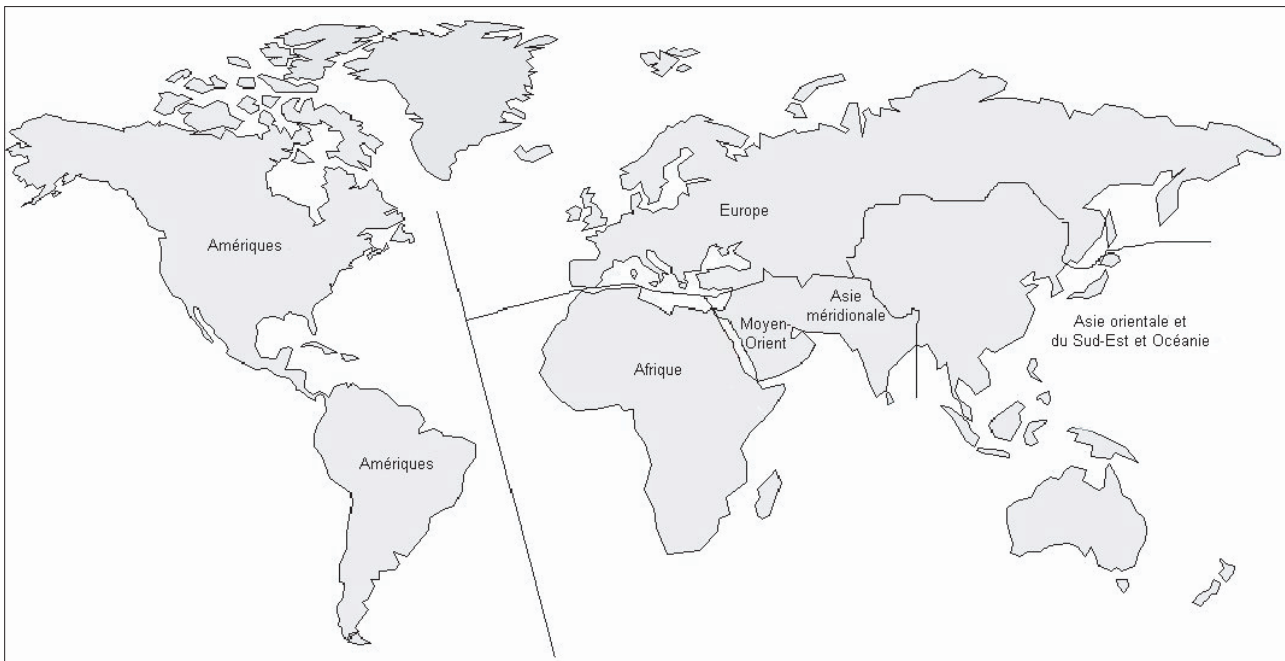 Europe
Amériques
Asie
méridionale
Moyen-
Orient
Asie orientale et
du Sud-Est et Océanie
Afrique
Amériques